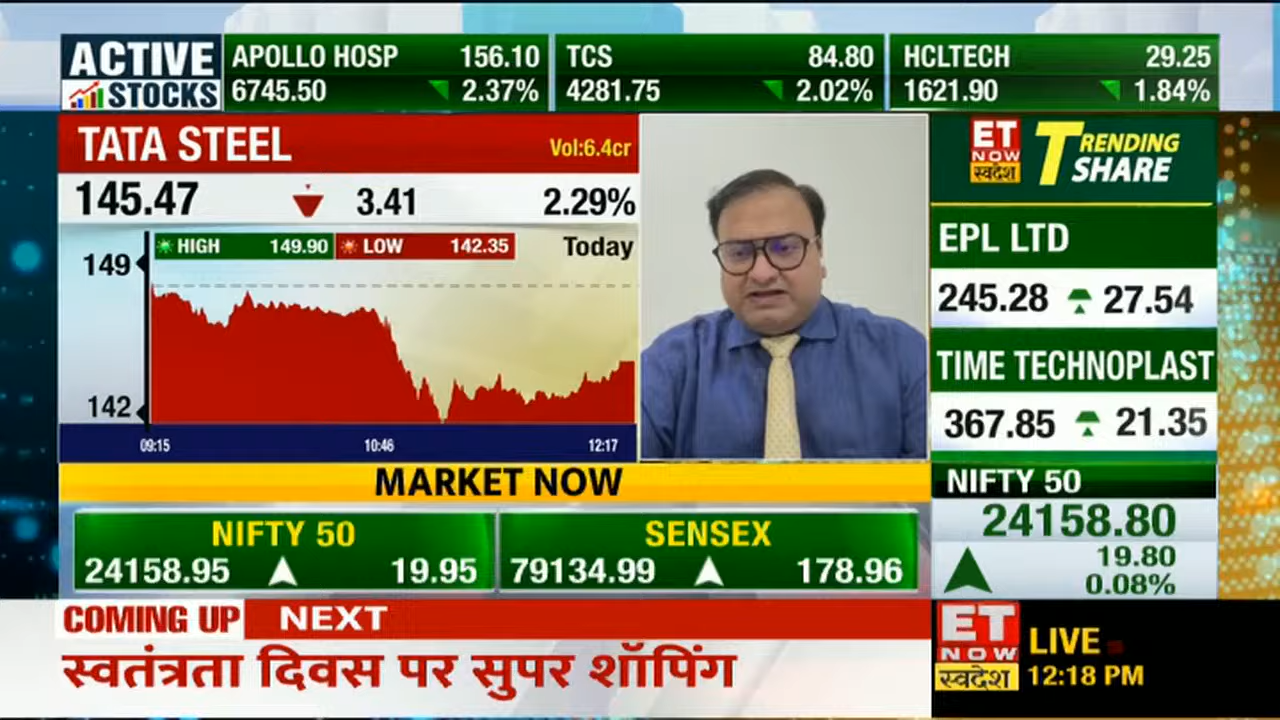 ACTIVE STOCKS
APOLLO HOSP 156.10
6745.50 2.37%
TCS 84.80
4281.75 2.02%
HCLTECH 29.25
1621.90 1.84%
TATA STEEL Vol:6.4cr
145.47 3.41 2.29%
HIGH 149.90 LOW 142.35 Today
149
142
09:15 10:46 12:17
ET NOW स्वदेश
TRENDING SHARE
EPL LTD
245.28 27.54
TIME TECHNOPLAST
367.85 21.35
NIFTY 50
24158.80
19.80
0.08%
MARKET NOW
NIFTY 50
24158.95 19.95
SENSEX
79134.99 178.96
COMING UP NEXT
स्वतंत्रता दिवस पर सुपर शॉपिंग
ET NOW स्वदेश
LIVE
12:18 PM